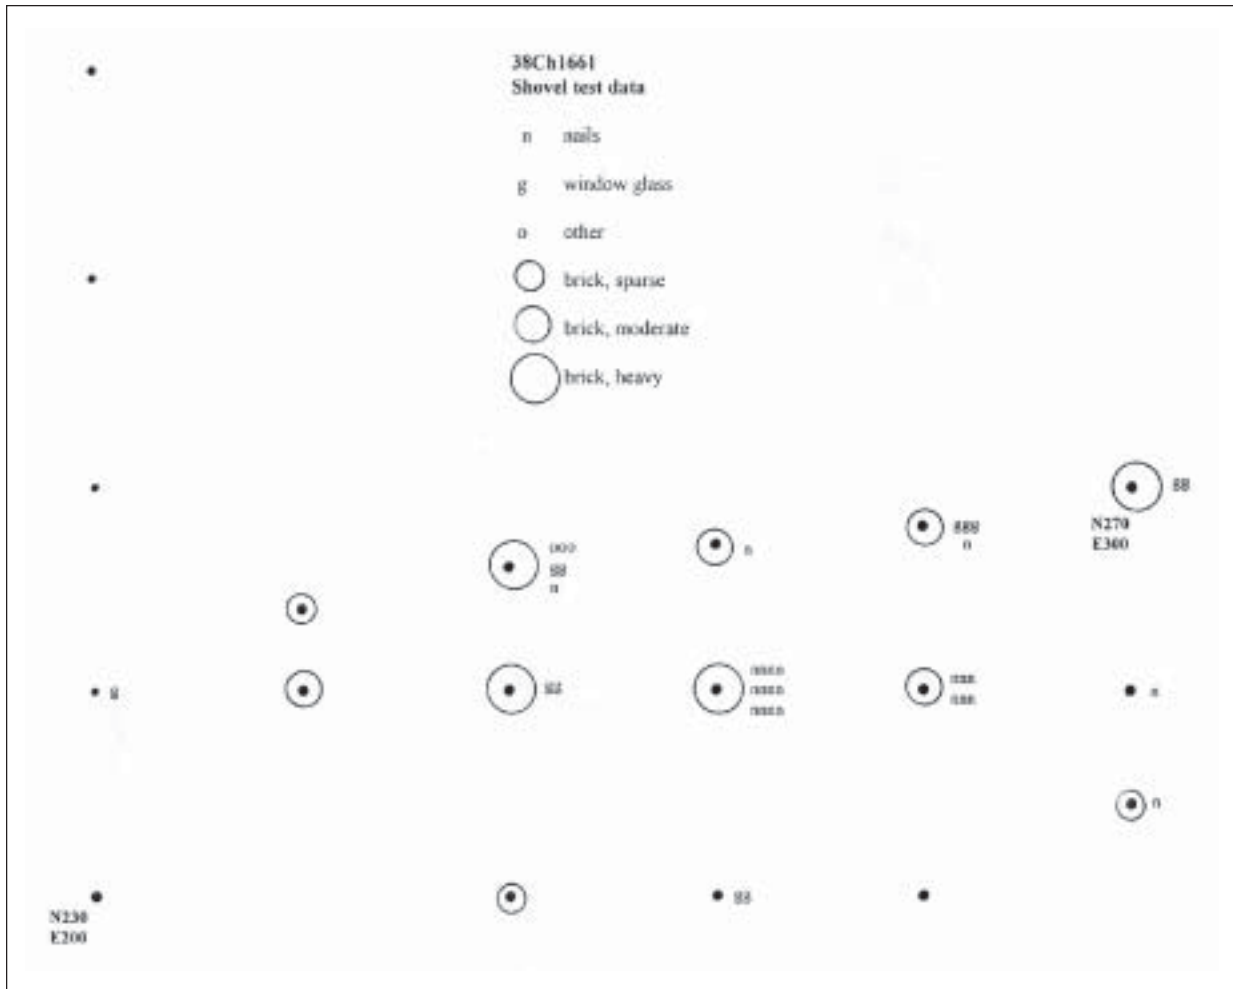 38Ch1661
Shovel test data
n nails
g window glass
o other
brick, sparse
brick, moderate
brick, heavy
gg
N270
E300
ggg
n
n
ooo
gg
n
g
gg
nnnn
nnnn
nnnn
nnn
nnn
n
n
gg
N230
E200